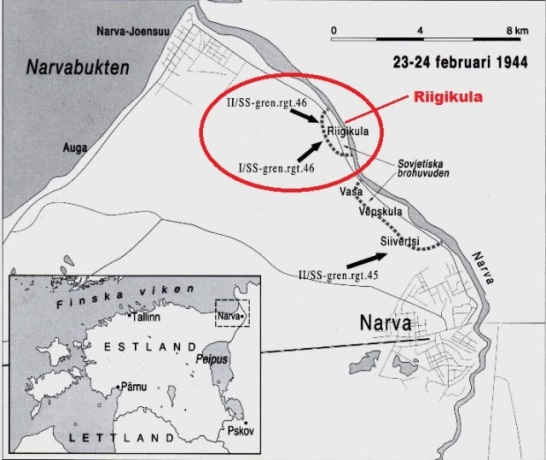 0
4
8 km
Narva-Joensuu
23-24 februari 1944
Narvabukten
II/SS-gren.rgt.46
Riigikula
Riigikula
Auga
I/SS-gren.rgt.46
Sovjetiska
brohuvuden
Vasa
Vepskula
Siivertsi
Narva
II/SS-gren.rgt.45
Narva
Finska viken
Tallinn
Narva
ESTLAND
Peipus
Pärnu
LETTLAND
Pskov